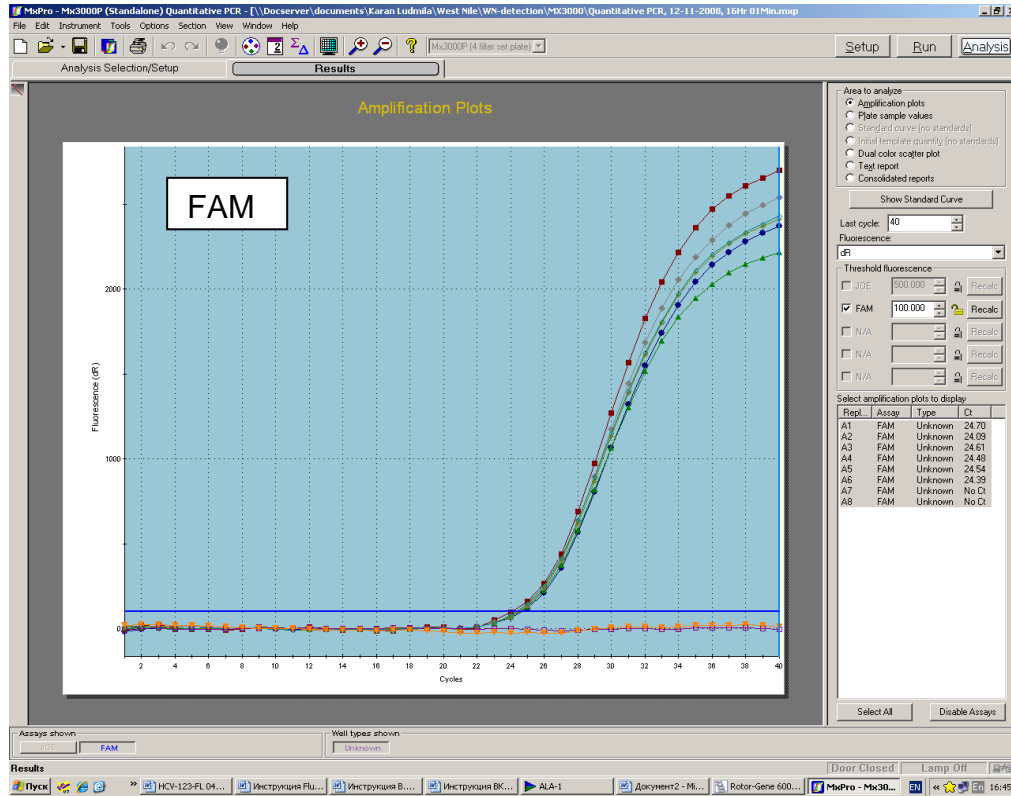 MxPro - Mx3000P (Standalone) Quantitative PCR - [\\Docserver\documents\Karan Ludmila\West Nile\WN-detection\MX3000\Quantitative PCR, 12-11-2008, 16Hr 01Min.mxp
File Edit Instrument Tools Options Section View Window Help
Mx3000P (4 filter set plate)
Setup Run Analysis
Analysis Selection/Setup Results
Amplification Plots
FAM
2000
1000
0
Fluorescence (dR)
2 4 6 8 10 12 14 16 18 20 22 24 26 28 30 32 34 36 38 40
Cycles
Area to analyze
Amplification plots
Plate sample values
Standard curve (no standards)
Initial template quantity (no standards)
Dual color scatter plot
Text report
Consolidated reports
Show Standard Curve
Last cycle: 40
Fluorescence:
dR
Threshold fluorescence
JOE 500.000 Recalc
FAM 100.000 Recalc
N/A Recalc
N/A Recalc
N/A Recalc
Select amplification plots to display
Repl... Assay Type Ct
A1 FAM Unknown 24.70
A2 FAM Unknown 24.09
A3 FAM Unknown 24.61
A4 FAM Unknown 24.48
A5 FAM Unknown 24.54
A6 FAM Unknown 24.39
A7 FAM Unknown No Ct
A8 FAM Unknown No Ct
Select All Disable Assays
Assays shown
JOE FAM
Well types shown
Unknown
Results
Door Closed Lamp Off
Пуск » HCV-123-FL 04... Инструкция Flu... Инструкция В.... Инструкция ВК... ALA-1 Документ2 - Mi... Rotor-Gene 600... MxPro - Mx30... EN « En 16:45